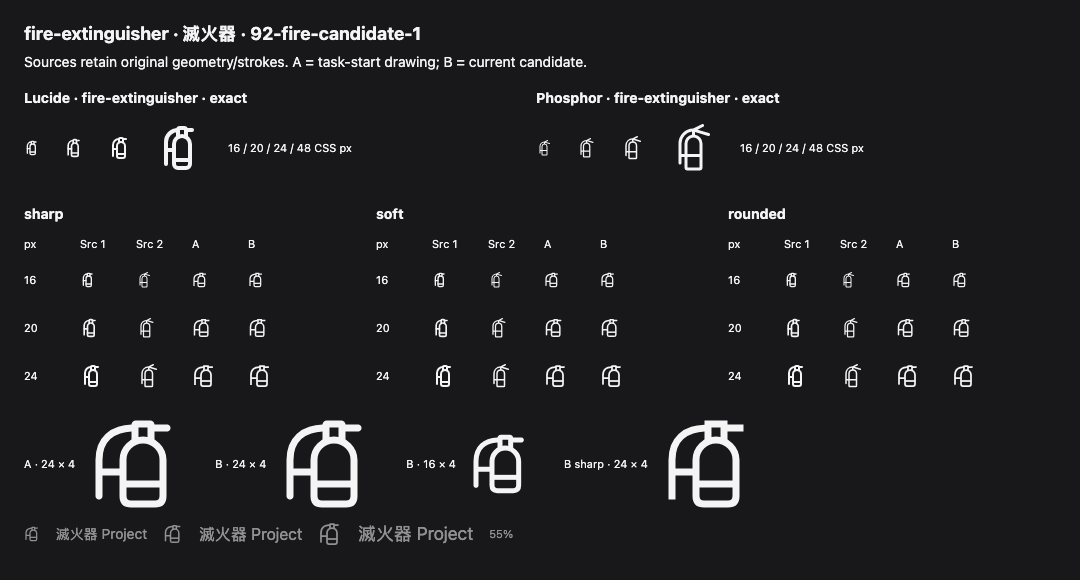 fire-extinguisher · 滅火器 · 92-fire-candidate-1
Sources retain original geometry/strokes. A = task-start drawing; B = current candidate.
Lucide · fire-extinguisher · exact
Phosphor · fire-extinguisher · exact
16 / 20 / 24 / 48 CSS px
16 / 20 / 24 / 48 CSS px
sharp
soft
rounded
px Src 1 Src 2 A B
px Src 1 Src 2 A B
px Src 1 Src 2 A B
16
16
16
20
20
20
24
24
24
A · 24 × 4
B · 24 × 4
B · 16 × 4
B sharp · 24 × 4
滅火器 Project
滅火器 Project
滅火器 Project
55%